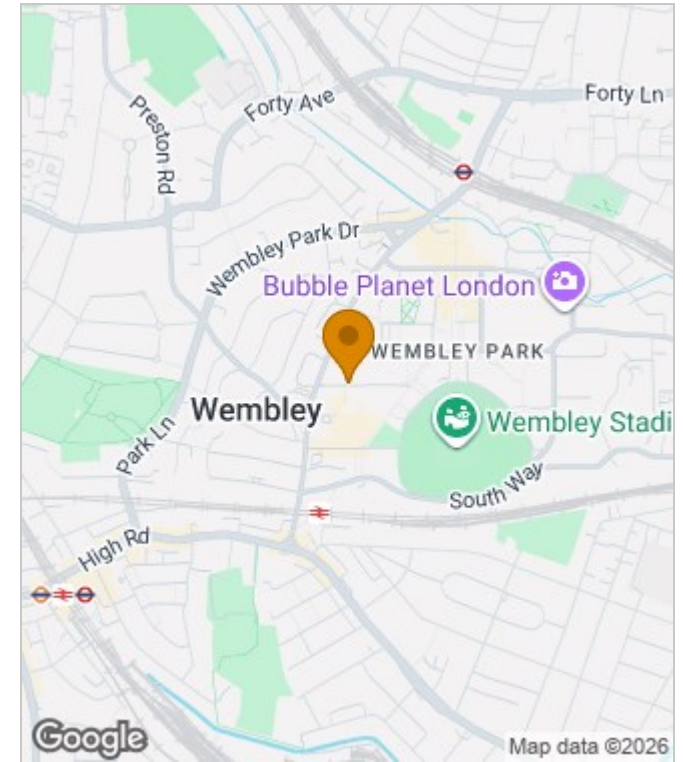 Forty Ln
Forty Ave
Preston Rd
Wembley Park Dr
Bubble Planet London
WEMBLEY PARK
Wembley
Wembley Stadi
Park Ln
South Way
High Rd
Google
Map data ©2026